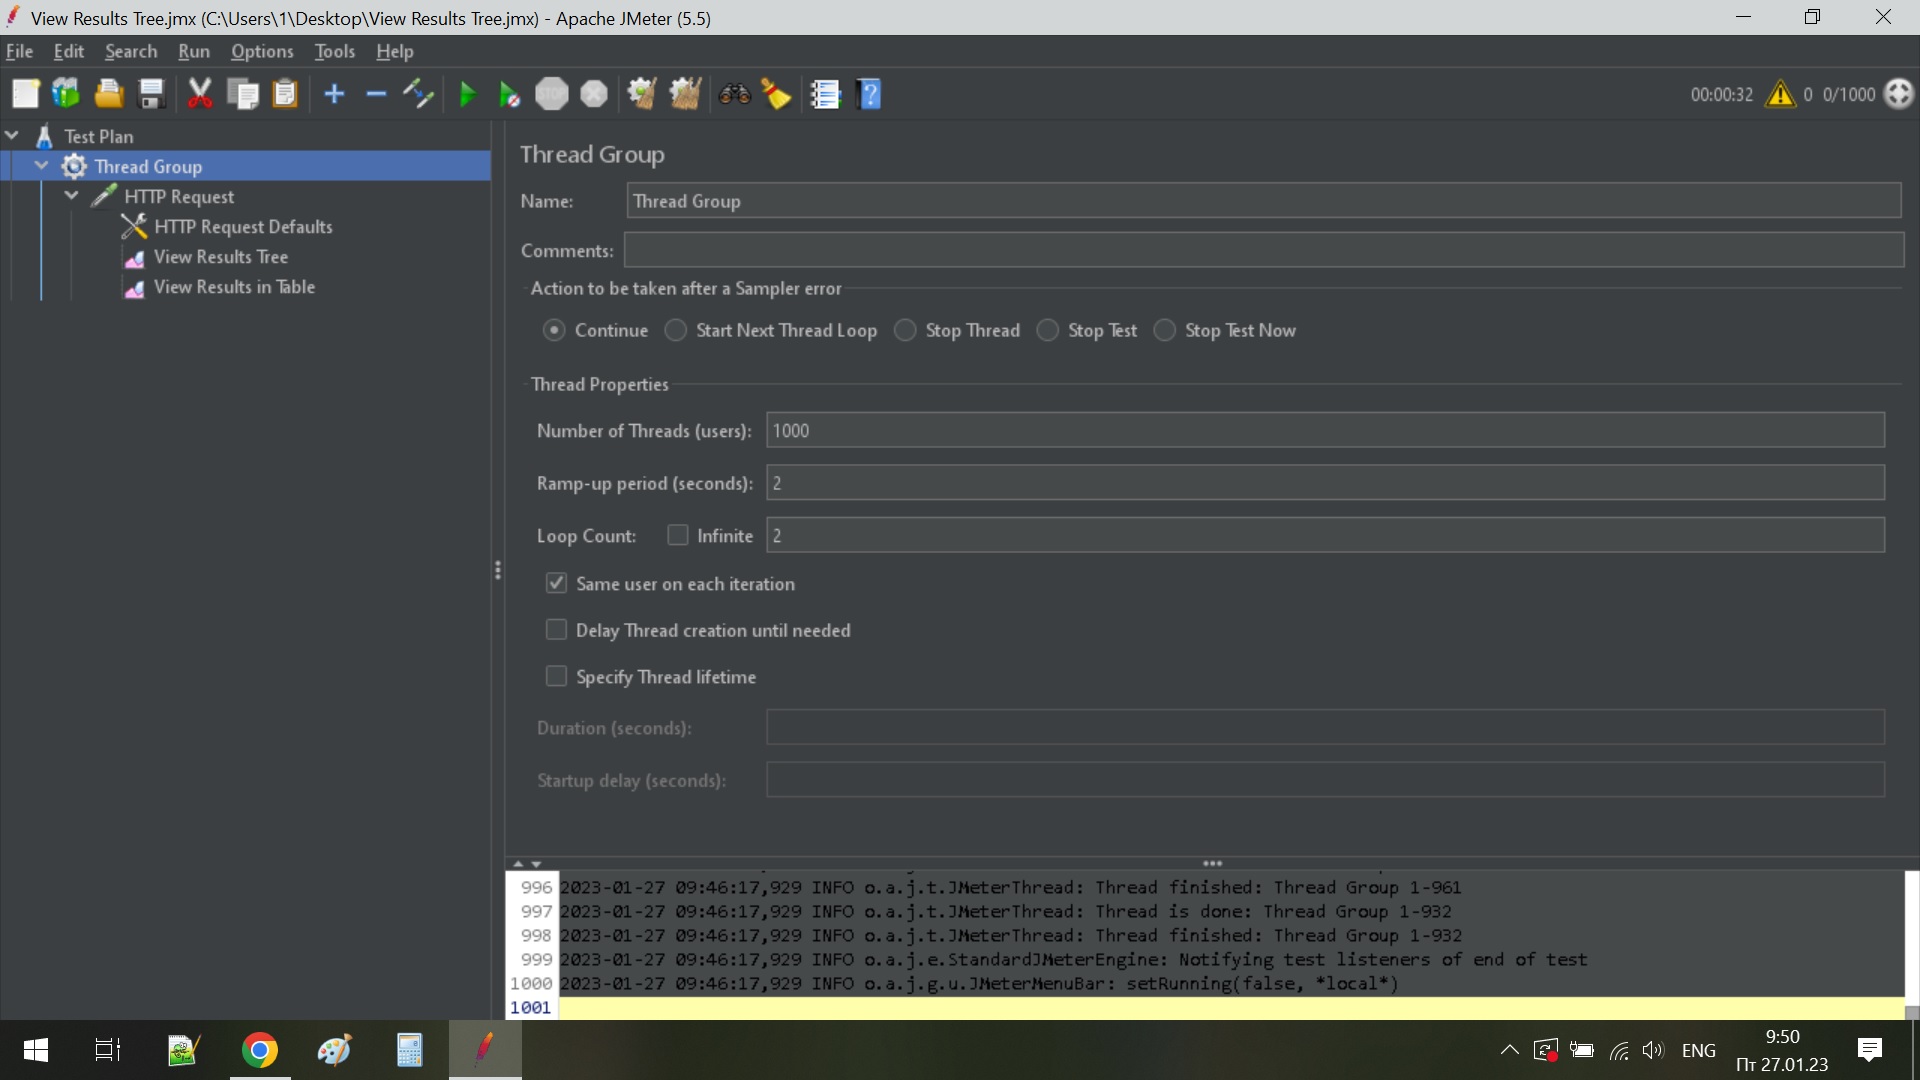 View Results Tree.jmx (C:\Users\1\Desktop\View Results Tree.jmx) - Apache JMeter (5.5)
File Edit Search Run Options Tools Help
STOP
00:00:32 0 0/1000
Test Plan
Thread Group
HTTP Request
HTTP Request Defaults
View Results Tree
View Results in Table
Thread Group
Name: Thread Group
Comments:
Action to be taken after a Sampler error
Continue Start Next Thread Loop Stop Thread Stop Test Stop Test Now
Thread Properties
Number of Threads (users): 1000
Ramp-up period (seconds): 2
Loop Count: Infinite 2
Same user on each iteration
Delay Thread creation until needed
Specify Thread lifetime
Duration (seconds):
Startup delay (seconds):
996 2023-01-27 09:46:17,929 INFO o.a.j.t.JMeterThread: Thread finished: Thread Group 1-961
997 2023-01-27 09:46:17,929 INFO o.a.j.t.JMeterThread: Thread is done: Thread Group 1-932
998 2023-01-27 09:46:17,929 INFO o.a.j.t.JMeterThread: Thread finished: Thread Group 1-932
999 2023-01-27 09:46:17,929 INFO o.a.j.e.StandardJMeterEngine: Notifying test listeners of end of test
1000 2023-01-27 09:46:17,929 INFO o.a.j.g.u.JMeterMenuBar: setRunning(false, *local*)
1001
ENG
9:50
Пт 27.01.23